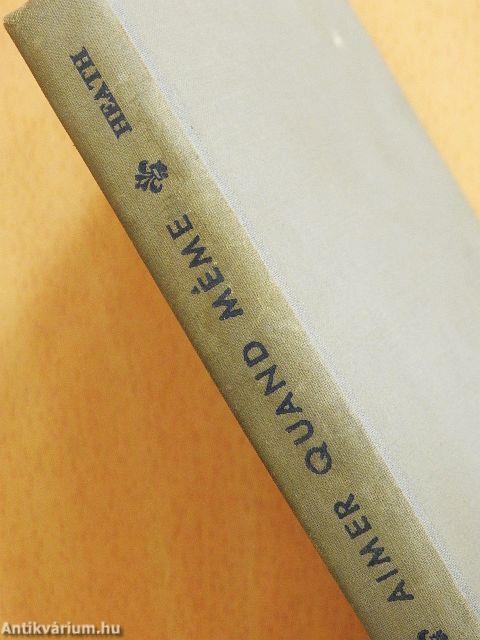 AIMER QUAND MÊME
HEATH
Antikvárium.hu